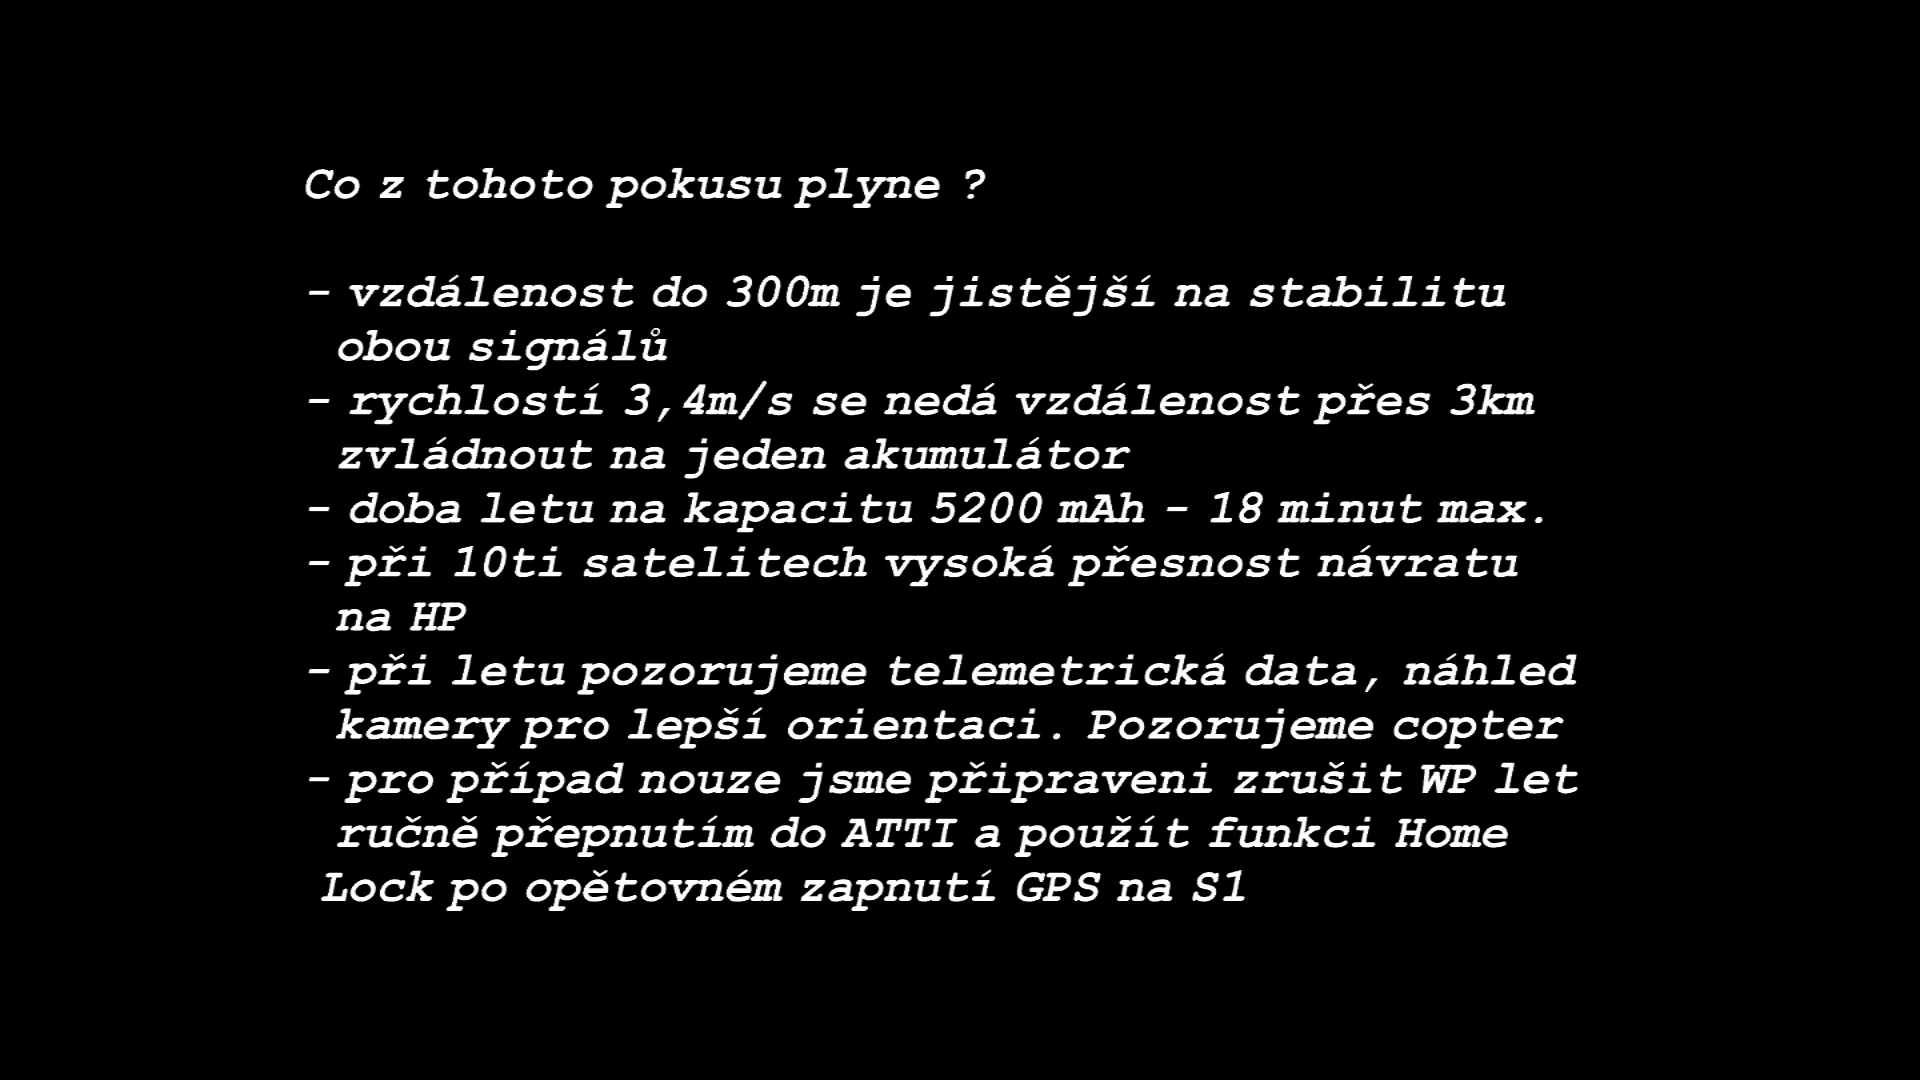 Co z tohoto pokusu plyne ?
- vzdálenost do 300m je jistější na stabilitu
obou signálů
- rychlostí 3,4m/s se nedá vzdálenost přes 3km
zvládnout na jeden akumulátor
- doba letu na kapacitu 5200 mAh - 18 minut max.
- při 10ti satelitech vysoká přesnost návratu
na HP
- při letu pozorujeme telemetrická data, náhled
kamery pro lepší orientaci. Pozorujeme copter
- pro případ nouze jsme připraveni zrušit WP let
ručně přepnutím do ATTI a použít funkci Home
Lock po opětovném zapnutí GPS na S1